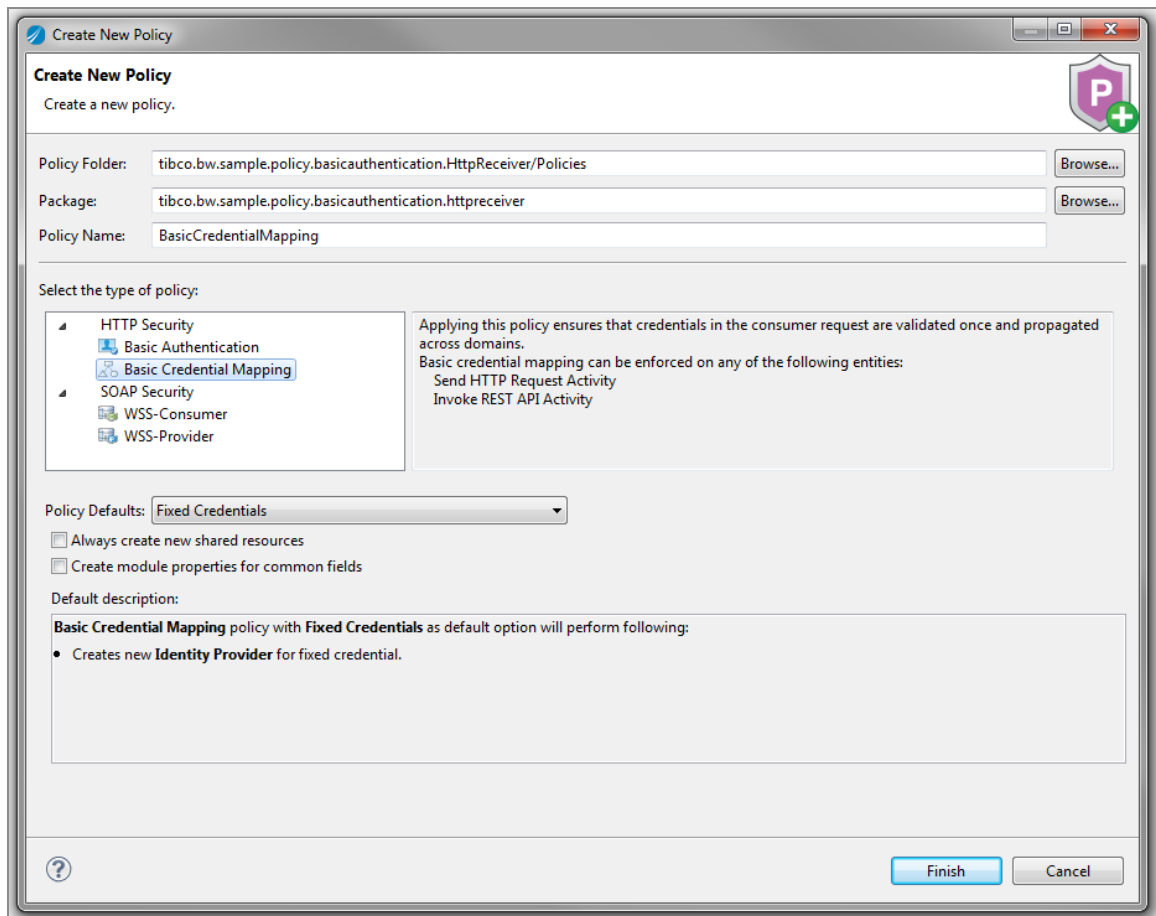 Create New Policy
Create New Policy
Create a new policy.
P
Policy Folder: tibco.bw.sample.policy.basicauthentication.HttpReceiver/Policies Browse...
Package: tibco.bw.sample.policy.basicauthentication.httpreceiver Browse...
Policy Name: BasicCredentialMapping
Select the type of policy:
HTTP Security
Basic Authentication
Basic Credential Mapping
SOAP Security
WSS-Consumer
WSS-Provider
Applying this policy ensures that credentials in the consumer request are validated once and propagated
across domains.
Basic credential mapping can be enforced on any of the following entities:
Send HTTP Request Activity
Invoke REST API Activity
Policy Defaults: Fixed Credentials
Always create new shared resources
Create module properties for common fields
Default description:
Basic Credential Mapping policy with Fixed Credentials as default option will perform following:
• Creates new Identity Provider for fixed credential.
? Finish Cancel